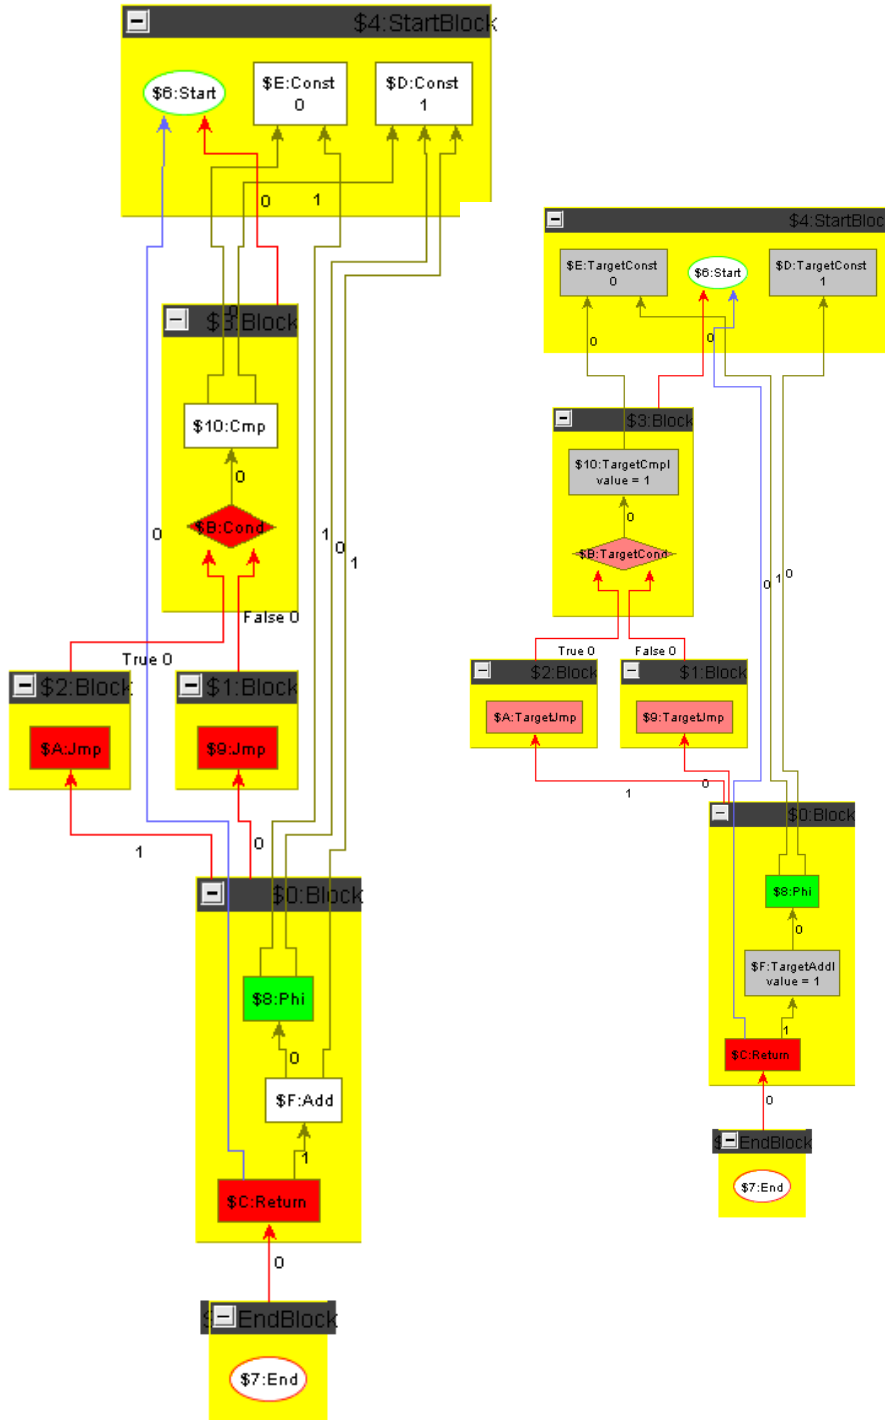 $4:StartBlock
$6:Start
$E:Const
0
$D:Const
1
0
1
0
$3:Block
$10:Cmp
0
$B:Cond
0
1
0
1
False 0
True 0
$2:Block
$1:Block
$A:Jmp
$9:Jmp
1
0
$0:Block
$8:Phi
0
$F:Add
1
$C:Return
0
EndBlock
$7:End
$4:StartBloc
$E:TargetConst
0
$6:Start
$D:TargetConst
1
0
0
$3:Block
$10:TargetCmpI
value = 1
0
$B:TargetCond
0
1
0
True 0
False 0
$2:Block
$1:Block
$A:TargetJmp
$9:TargetJmp
1
0
$0:Block
$8:Phi
0
$F:TargetAddI
value = 1
1
$C:Return
0
EndBlock
$7:End